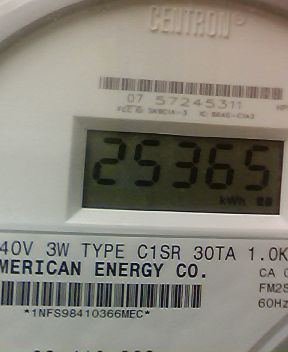 CENTRON®
07 57245311
25365
kWh
40V 3W TYPE C1SR 30TA 1.0K
MERICAN ENERGY CO.
CA
FM2S
60Hz
*1NFS98410366MEC*